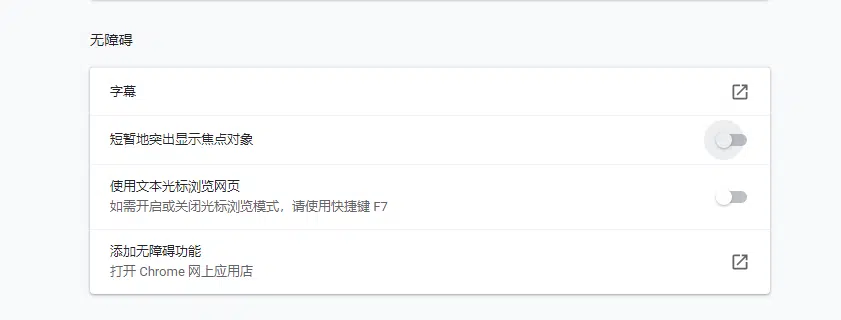 无障碍
字幕
短暂地突出显示焦点对象
使用文本光标浏览网页
如需开启或关闭光标浏览模式，请使用快捷键 F7
添加无障碍功能
打开 Chrome 网上应用店